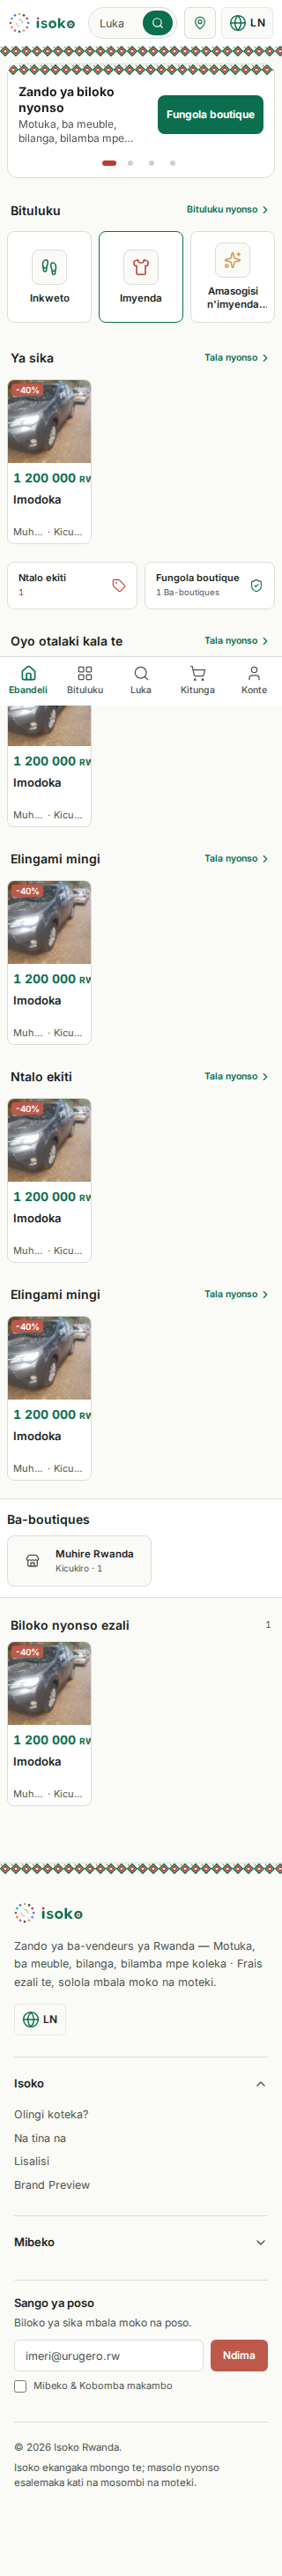 isoko
Luka
LN
Zando ya biloko
nyonso
Motuka, ba meuble,
bilanga, bilamba mpe...
Fungola boutique
Bituluku
Bituluku nyonso
Inkweto
Imyenda
Amasogisi
n'imyenda...
Ya sika
Tala nyonso
-40%
1 200 000 RW
Imodoka
Muh... · Kicu...
Ntalo ekiti
1
Fungola boutique
1 Ba-boutiques
Oyo otalaki kala te
Tala nyonso
Ebandeli
Bituluku
Luka
Kitunga
Konte
1 200 000 RW
Imodoka
Muh... · Kicu...
Elingami mingi
Tala nyonso
-40%
1 200 000 RW
Imodoka
Muh... · Kicu...
Ntalo ekiti
Tala nyonso
-40%
1 200 000 RW
Imodoka
Muh... · Kicu...
Elingami mingi
Tala nyonso
-40%
1 200 000 RW
Imodoka
Muh... · Kicu...
Ba-boutiques
Muhire Rwanda
Kicukiro · 1
Biloko nyonso ezali
1
-40%
1 200 000 RW
Imodoka
Muh... · Kicu...
isoko
Zando ya ba-vendeurs ya Rwanda — Motuka,
ba meuble, bilanga, bilamba mpe koleka · Frais
ezali te, solola mbala moko na moteki.
LN
Isoko
Olingi koteka?
Na tina na
Lisalisi
Brand Preview
Mibeko
Sango ya poso
Biloko ya sika mbala moko na poso.
imeri@urugero.rw
Ndima
Mibeko & Kobomba makambo
© 2026 Isoko Rwanda.
Isoko ekangaka mbongo te; masolo nyonso
esalemaka kati na mosombi na moteki.